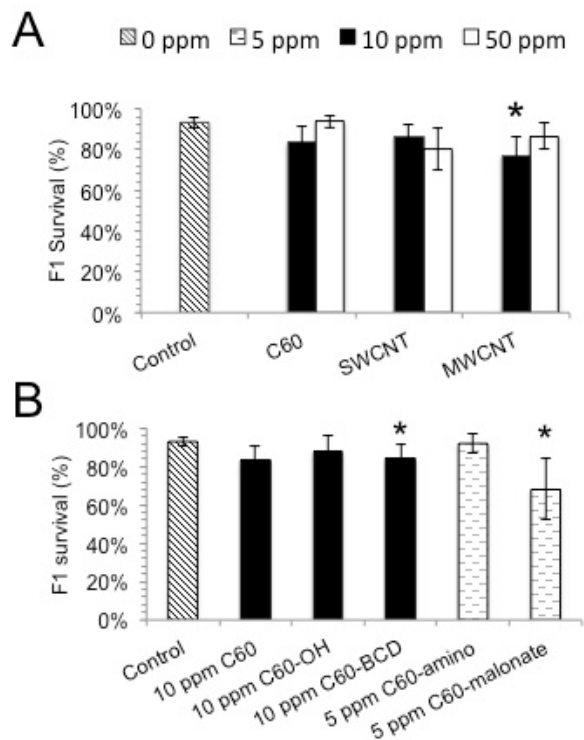 A
0 ppm 5 ppm 10 ppm 50 ppm
*
100%
80%
60%
40%
20%
0%
F1 Survival (%)
Control
C60
SWCNT
MWCNT
B
* *
100%
80%
60%
40%
20%
0%
F1 survival (%)
Control
10 ppm C60
10 ppm C60-OH
10 ppm C60-BCD
5 ppm C60-amino
5 ppm C60-malonate